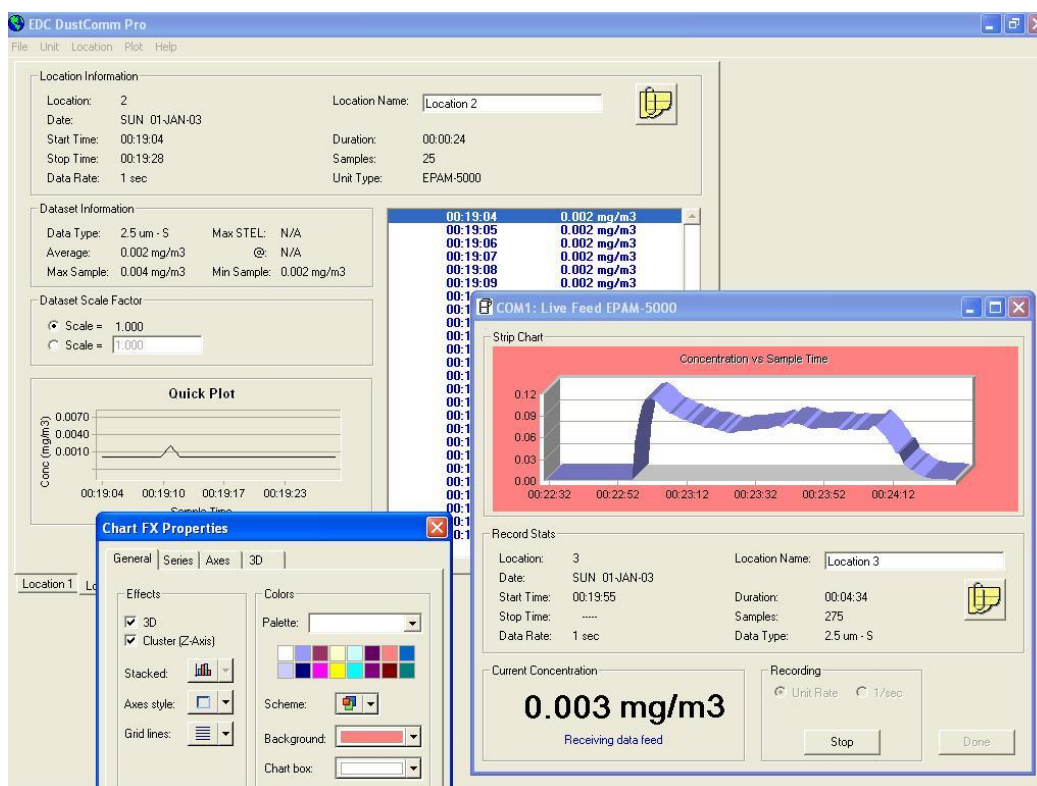 EDC DustComm Pro
File Unit Location Plot Help
Location Information
Location: 2 Location Name: Location 2
Date: SUN 01-JAN-03
Start Time: 00:19:04 Duration: 00:00:24
Stop Time: 00:19:28 Samples: 25
Data Rate: 1 sec Unit Type: EPAM-5000
Dataset Information
Data Type: 2.5 um - S Max STEL: N/A
Average: 0.002 mg/m3 @: N/A
Max Sample: 0.004 mg/m3 Min Sample: 0.002 mg/m3
Dataset Scale Factor
Scale = 1.000
Scale = 1.000
Quick Plot
Conc (mg/m3)
0.0070
0.0040
0.0010
00:19:04 00:19:10 00:19:17 00:19:23
Sample Time
00:19:04 0.002 mg/m3
00:19:05 0.002 mg/m3
00:19:06 0.002 mg/m3
00:19:07 0.002 mg/m3
00:19:08 0.002 mg/m3
00:19:09 0.002 mg/m3
Location 1
Chart FX Properties
General Series Axes 3D
Effects
3D
Cluster (Z-Axis)
Stacked:
Axes style:
Grid lines:
Colors
Palette:
Scheme:
Background:
Chart box:
COM1: Live Feed EPAM-5000
Strip Chart
Concentration vs Sample Time
0.12
0.09
0.06
0.03
0.00
00:22:32 00:22:52 00:23:12 00:23:32 00:23:52 00:24:12
Record Stats
Location: 3 Location Name: Location 3
Date: SUN 01-JAN-03
Start Time: 00:19:55 Duration: 00:04:34
Stop Time: ----- Samples: 275
Data Rate: 1 sec Data Type: 2.5 um - S
Current Concentration
0.003 mg/m3
Receiving data feed
Recording
Unit Rate 1/sec
Stop Done